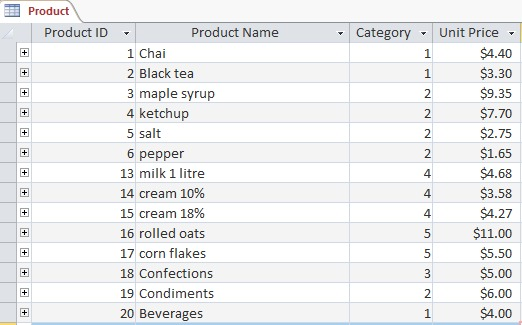 Product
Product ID Product Name Category Unit Price
1 Chai 1 $4.40
2 Black tea 1 $3.30
3 maple syrup 2 $9.35
4 ketchup 2 $7.70
5 salt 2 $2.75
6 pepper 2 $1.65
13 milk 1 litre 4 $4.68
14 cream 10% 4 $3.58
15 cream 18% 4 $4.27
16 rolled oats 5 $11.00
17 corn flakes 5 $5.50
18 Confections 3 $5.00
19 Condiments 2 $6.00
20 Beverages 1 $4.00